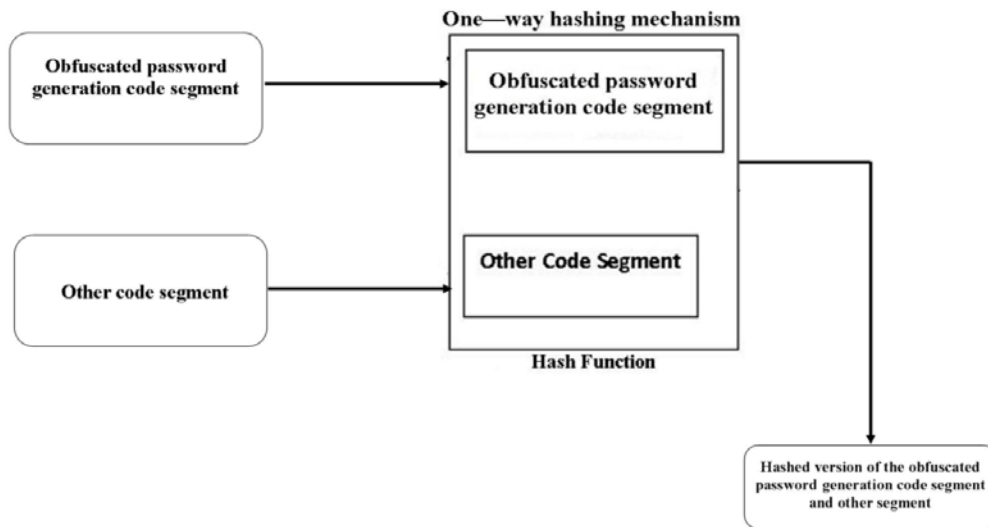 One—way hashing mechanism
Obfuscated password
generation code segment
Obfuscated password
generation code segment
Other code segment
Other Code Segment
Hash Function
Hashed version of the obfuscated
password generation code segment
and other segment